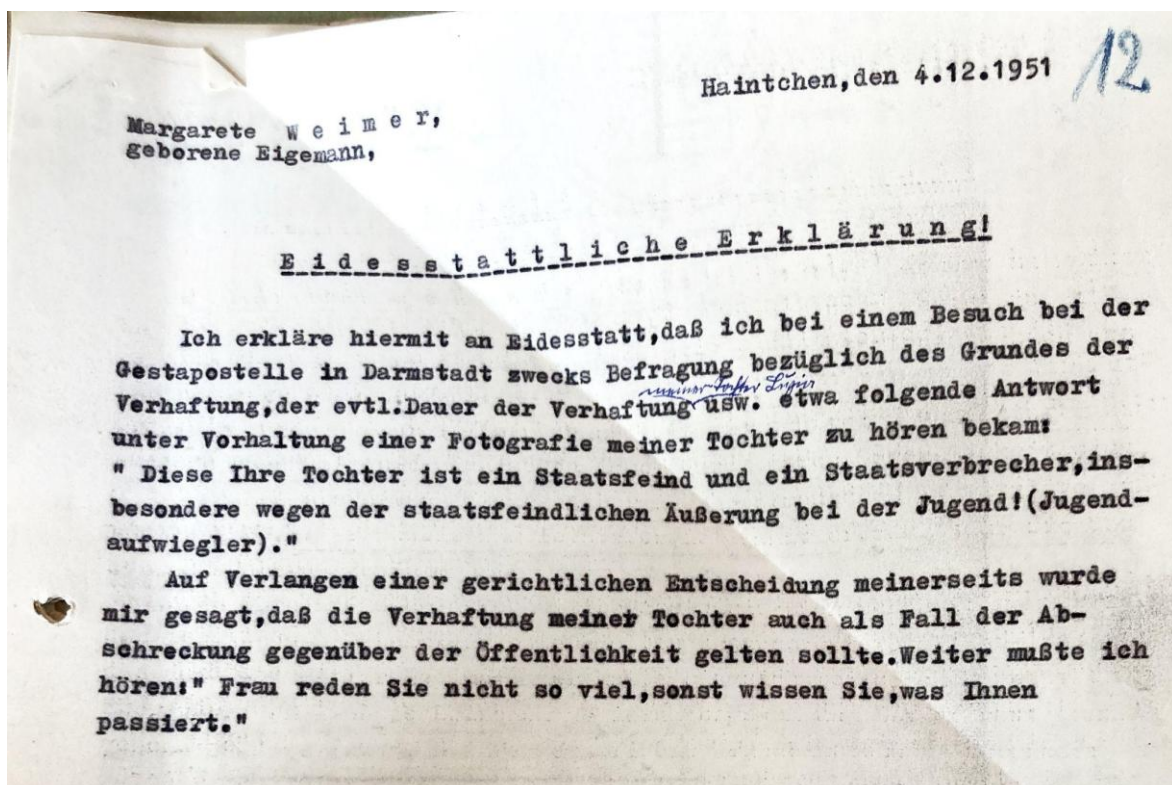 12
Haintchen,den 4.12.1951
Margarete W e i m e r,
geborene Eigemann,
E i d e s s t a t t l i c h e E r k l ä r u n g!
Ich erkläre hiermit an Eidesstatt,daß ich bei einem Besuch bei der
Gestapostelle in Darmstadt zwecks Befragung bezüglich des Grundes der
meiner Tochter
Verhaftung,der evtl.Dauer der Verhaftung usw. etwa folgende Antwort
unter Vorhaltung einer Fotografie meiner Tochter zu hören bekam:
" Diese Ihre Tochter ist ein Staatsfeind und ein Staatsverbrecher,ins-
besondere wegen der staatsfeindlichen Äußerung bei der Jugend!(Jugend-
aufwiegler)."
Auf Verlangen einer gerichtlichen Entscheidung meinerseits wurde
mir gesagt,daß die Verhaftung meiner Tochter auch als Fall der Ab-
schreckung gegenüber der Öffentlichkeit gelten sollte.Weiter mußte ich
hören:" Frau reden Sie nicht so viel,sonst wissen Sie,was Ihnen
passiert."